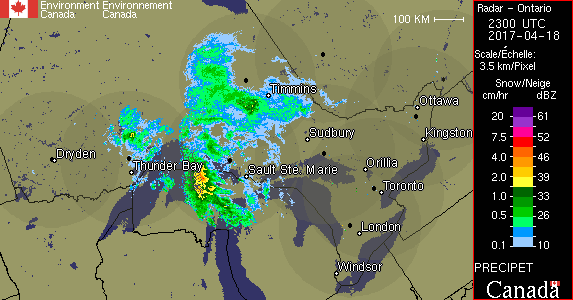 Environment Environnement
Canada Canada
100 KM
Timmins
Ottawa
Sudbury
Kingston
Dryden
Thunder Bay
Sault Ste. Marie
Orillia
Toronto
London
Windsor
Radar - Ontario
2300 UTC
2017-04-18
Scale/Échelle:
3.5 km/Pixel
Snow/Neige
cm/hr dBZ
20 61
7.5 52
4.0 46
2.0 39
1.0 33
0.5 26
0.1 10
PRECIPET
Canada